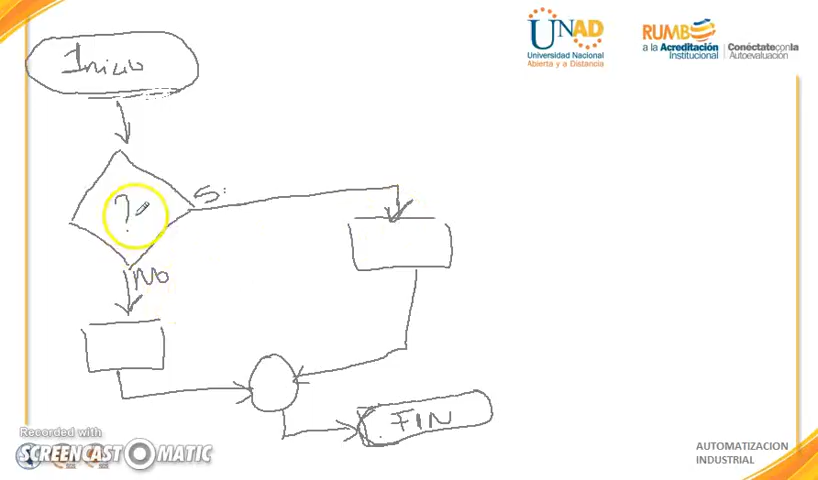 Inicio
UNAD
Universidad Nacional
Abierta y a Distancia
RUMBO
a la Acreditación
Institucional
Conéctate con la
Autoevaluación
?
Si
No
FIN
Recorded with
SCREENCAST-O-MATIC
AUTOMATIZACION
INDUSTRIAL